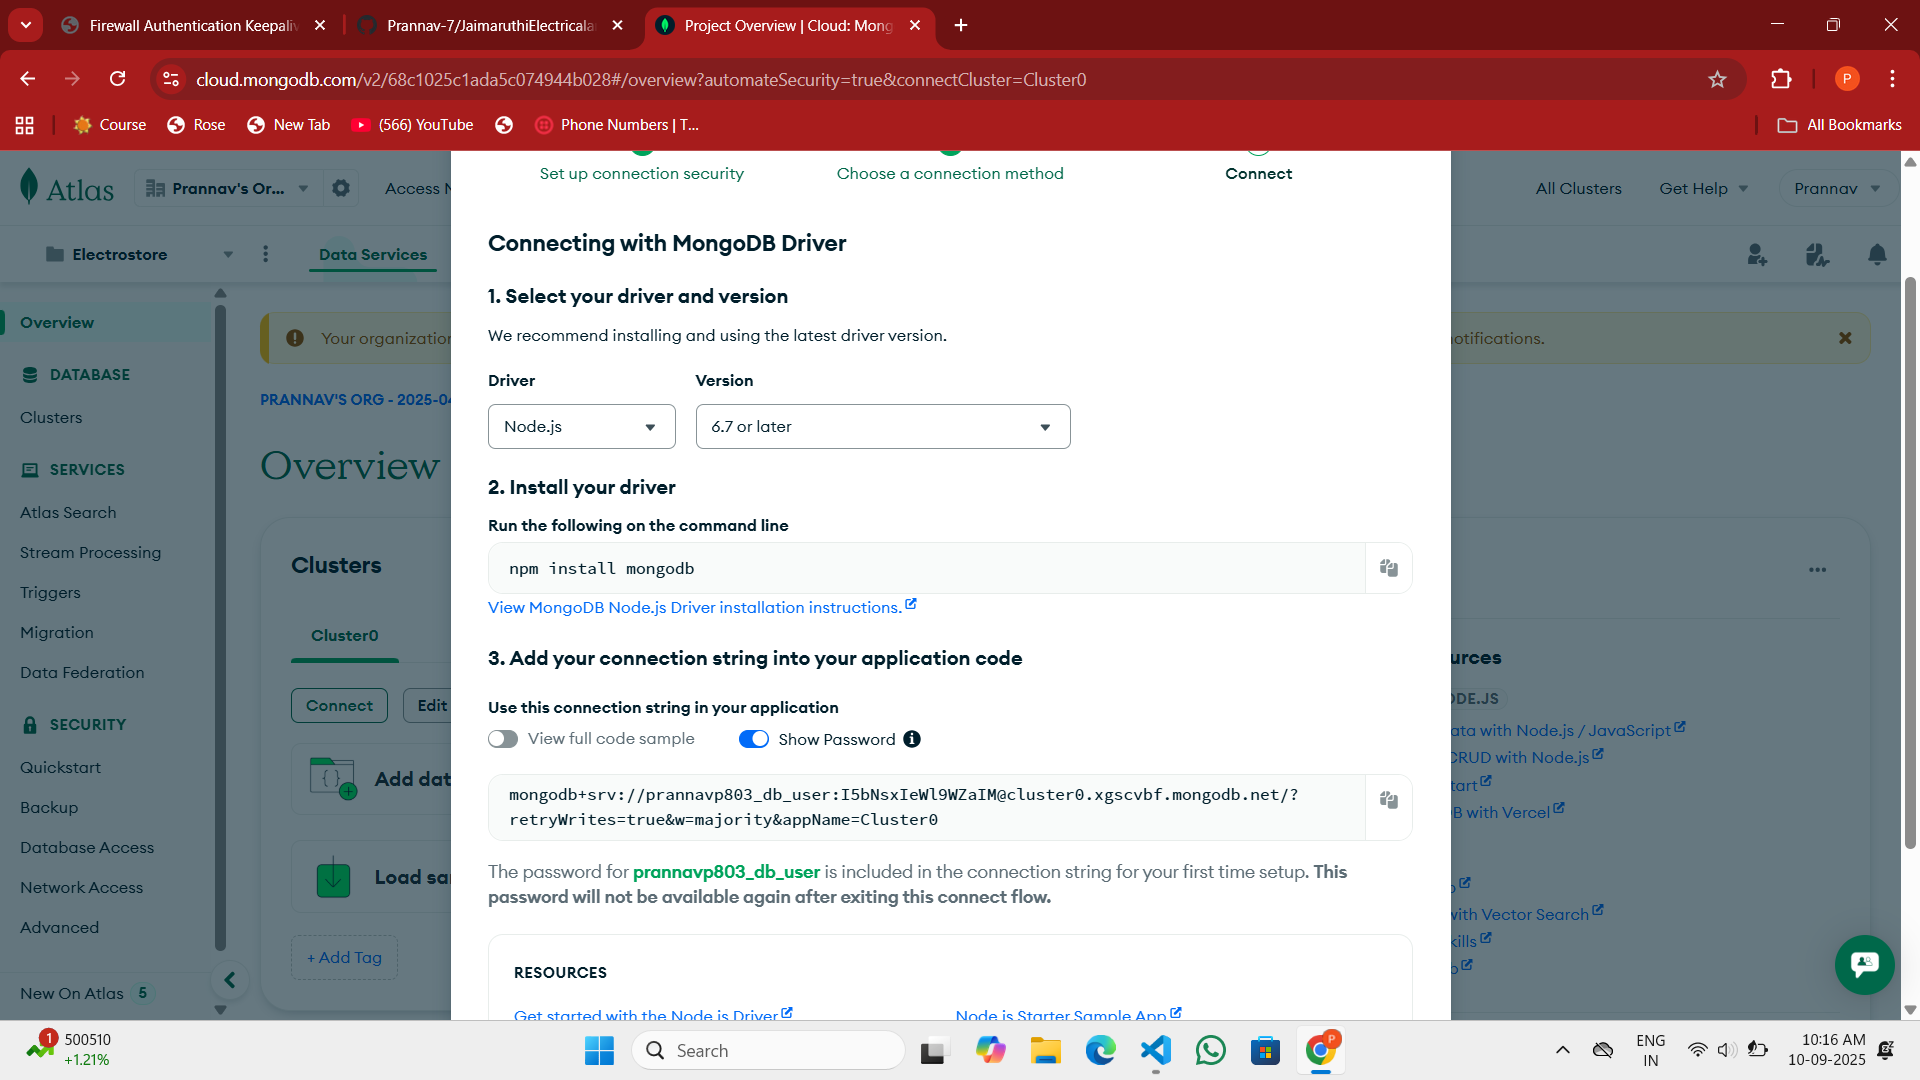 Firewall Authentication Keepaliv
Prannav-7/JaimaruthiElectricala
Project Overview | Cloud: Mong
cloud.mongodb.com/v2/68c1025c1ada5c074944b028#/overview?automateSecurity=true&connectCluster=Cluster0
P
Course
Rose
New Tab
(566) YouTube
Phone Numbers | T...
All Bookmarks
Atlas
Prannav's Or...
Access N
All Clusters
Get Help
Prannav
Electrostore
Data Services
Overview
DATABASE
Clusters
SERVICES
Atlas Search
Stream Processing
Triggers
Migration
Data Federation
SECURITY
Quickstart
Backup
Database Access
Network Access
Advanced
New On Atlas 5
Your organization
otifications.
PRANNAV'S ORG - 2025-04
Overview
Clusters
Cluster0
Connect
Edit
Add dat
Load sa
+ Add Tag
Set up connection security
Choose a connection method
Connect
Connecting with MongoDB Driver
1. Select your driver and version
We recommend installing and using the latest driver version.
Driver
Version
Node.js
6.7 or later
2. Install your driver
Run the following on the command line
npm install mongodb
View MongoDB Node.js Driver installation instructions.
3. Add your connection string into your application code
Use this connection string in your application
View full code sample
Show Password
mongodb+srv://prannavp803_db_user:I5bNsxIeWl9WZaIM@cluster0.xgscvbf.mongodb.net/?
retryWrites=true&w=majority&appName=Cluster0
The password for prannavp803_db_user is included in the connection string for your first time setup. This
password will not be available again after exiting this connect flow.
RESOURCES
Get started with the Node.js Driver
Node.js Starter Sample App
urces
ODE.JS
ata with Node.js / JavaScript
CRUD with Node.js
tart
B with Vercel
with Vector Search
kills
1
500510
+1.21%
Search
P
ENG
IN
10:16 AM
10-09-2025